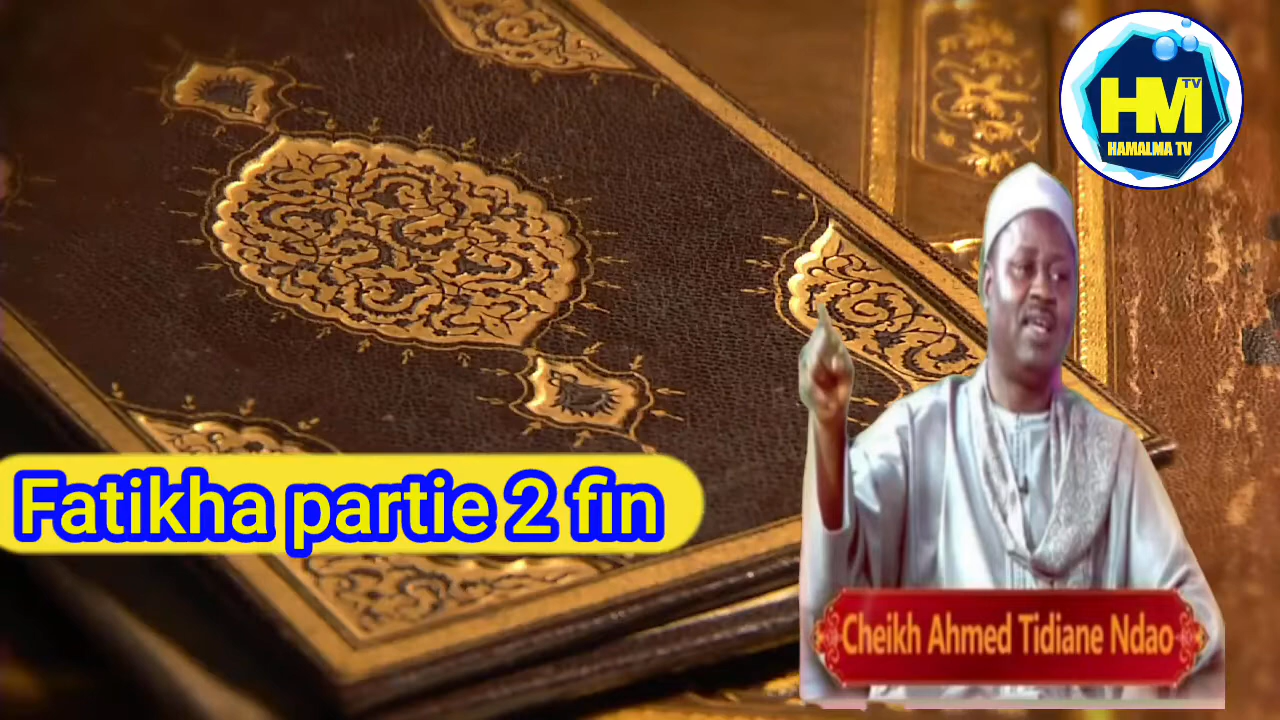 HM TV
HAMALMA TV
Fatikha partie 2 fin
Cheikh Ahmed Tidiane Ndao